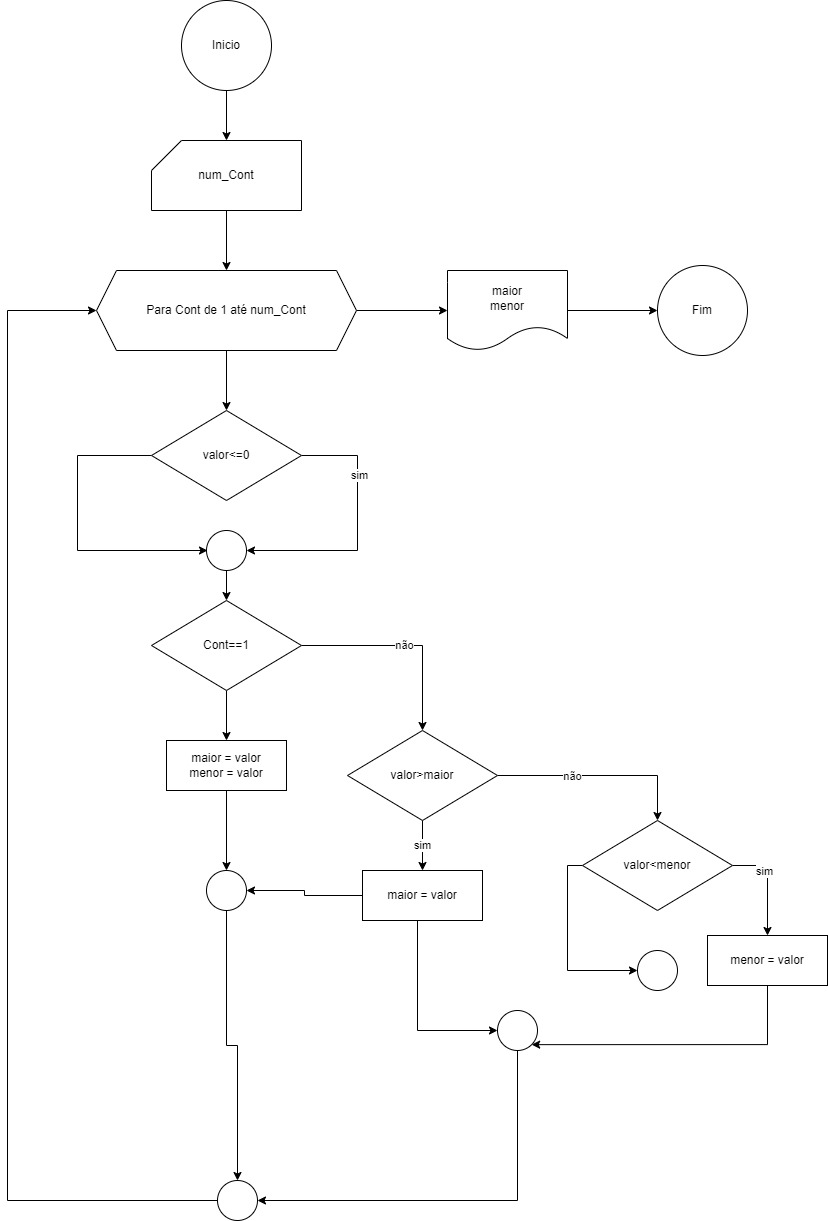 Inicio
num_Cont
Para Cont de 1 até num_Cont
maior
menor
Fim
valor<=0
sim
Cont==1
não
maior = valor
menor = valor
valor>maior
não
sim
valor<menor
sim
maior = valor
menor = valor